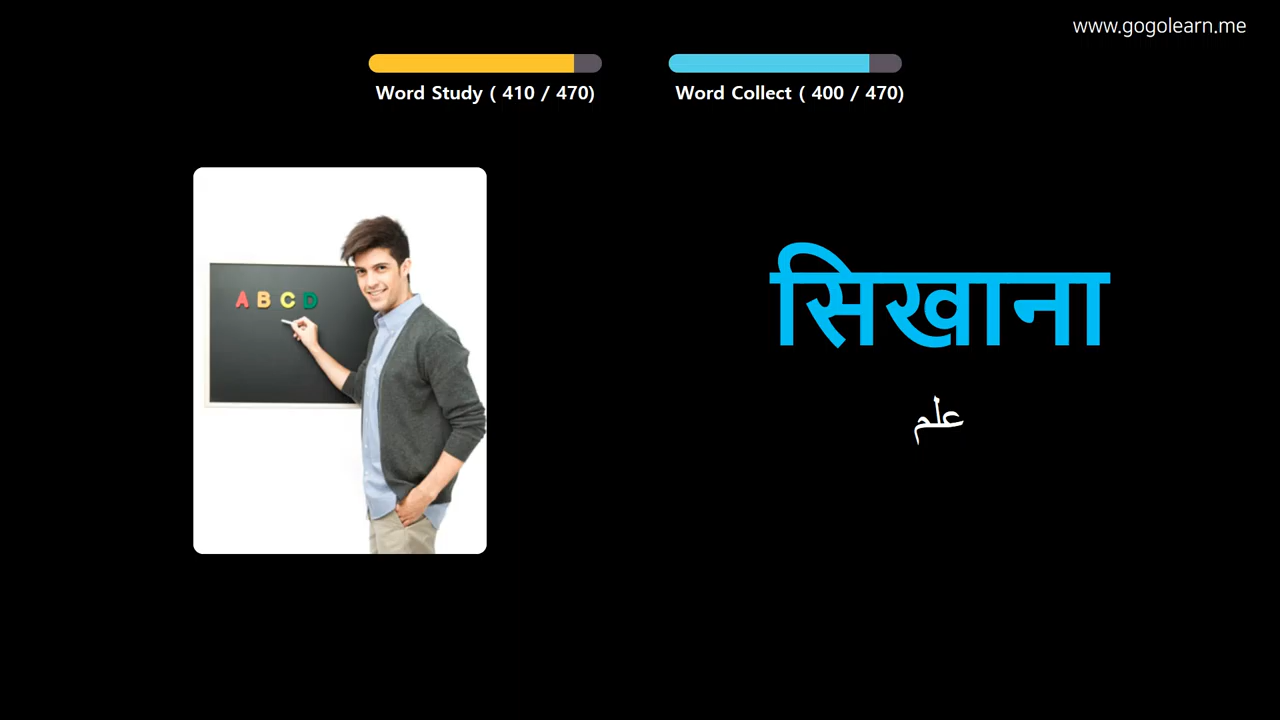 www.gogolearn.me
Word Study ( 410 / 470)
Word Collect ( 400 / 470)
A B C D
सिखाना
علم